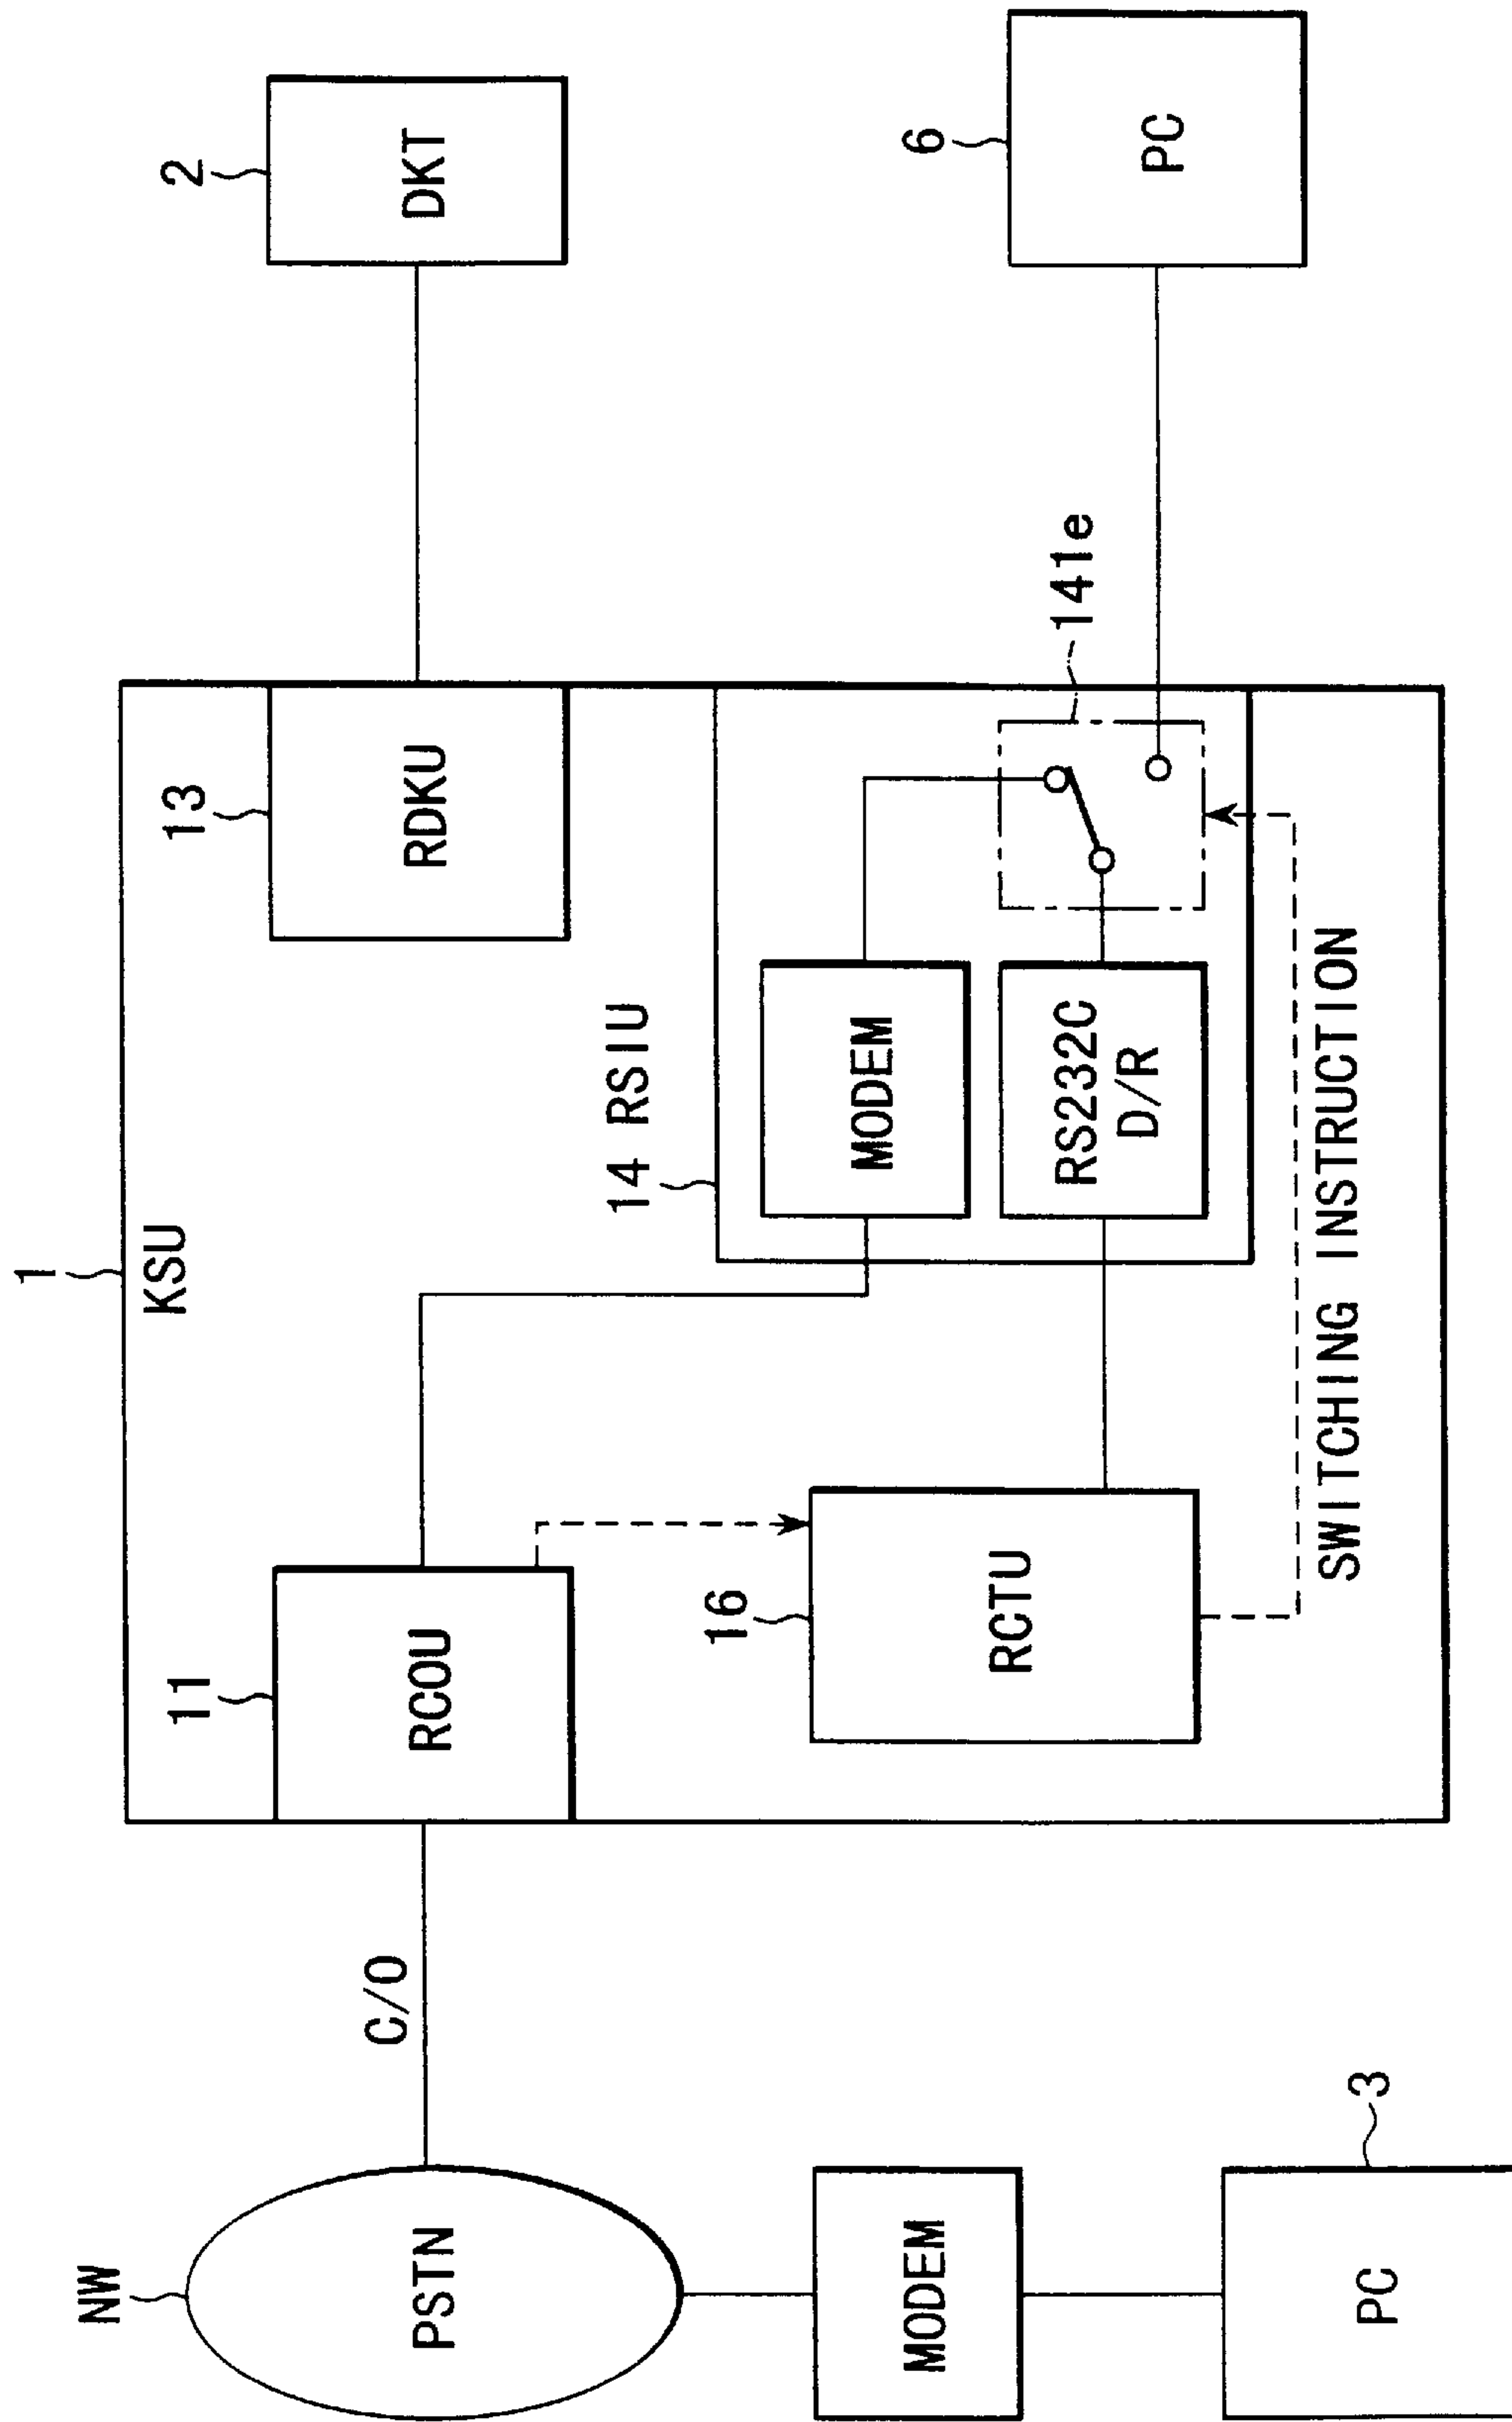 1
KSU
NW
PSTN
C/O
11
RCOU
13
RDKU
2
DKT
MODEM
3
PC
16
RCTU
14 RSIU
MODEM
RS232C
D/R
141e
6
PC
SWITCHING INSTRUCTION